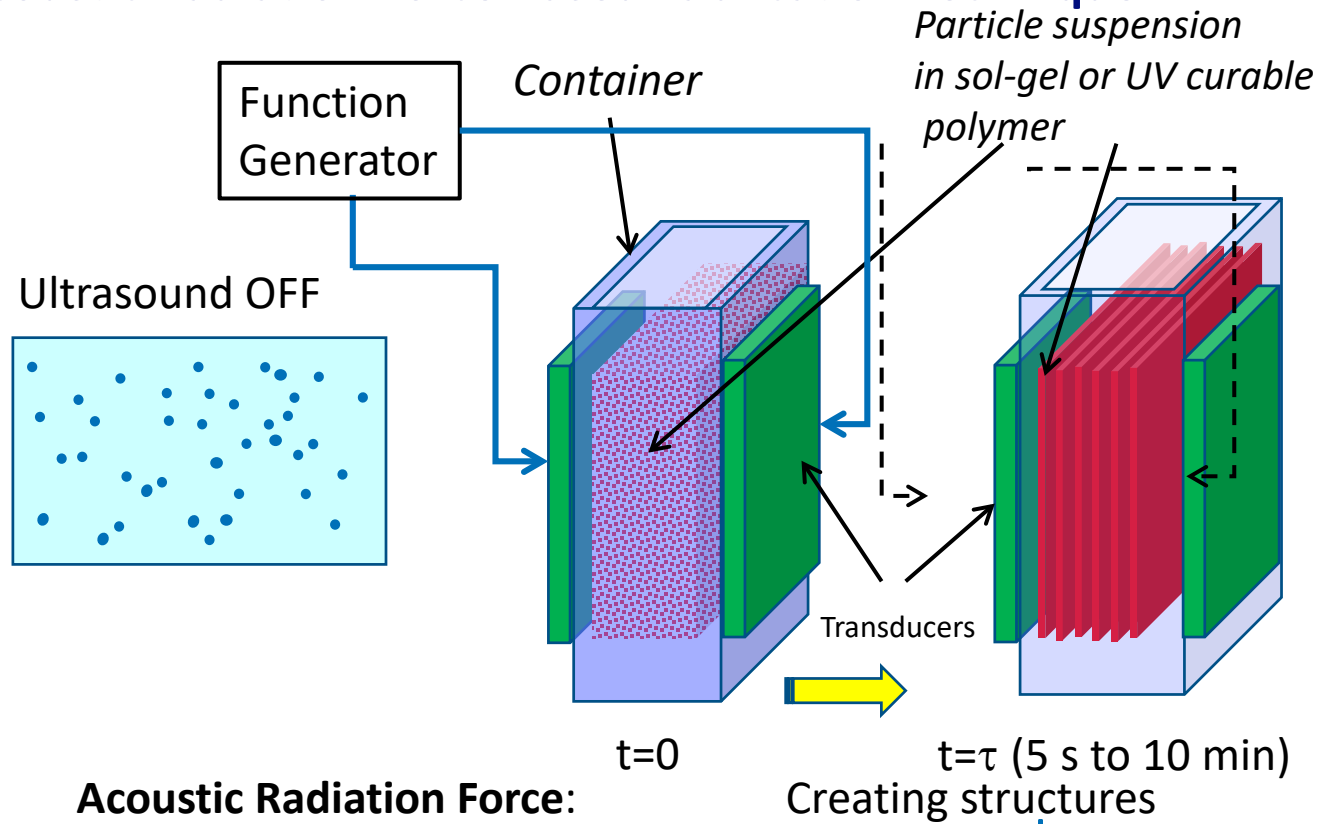 Particle suspension
in sol-gel or UV curable
polymer
Container
Function
Generator
Ultrasound OFF
Transducers
t=0
t=τ (5 s to 10 min)
Acoustic Radiation Force:
Creating structures